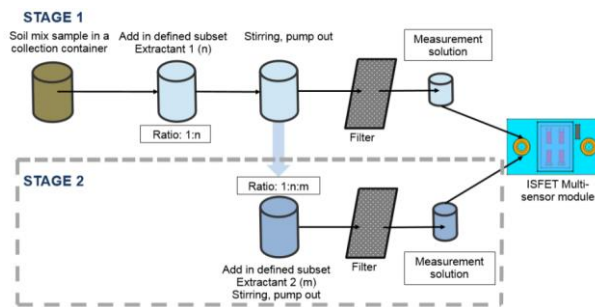 STAGE 1
Soil mix sample in a
collection container
Add in defined subset
Extractant 1 (n)
Stirring, pump out
Measurement
solution
Ratio: 1:n
Filter
ISFET Multi-
sensor module
STAGE 2
Ratio: 1:n:m
Add in defined subset
Extractant 2 (m)
Stirring, pump out
Filter
Measurement
solution